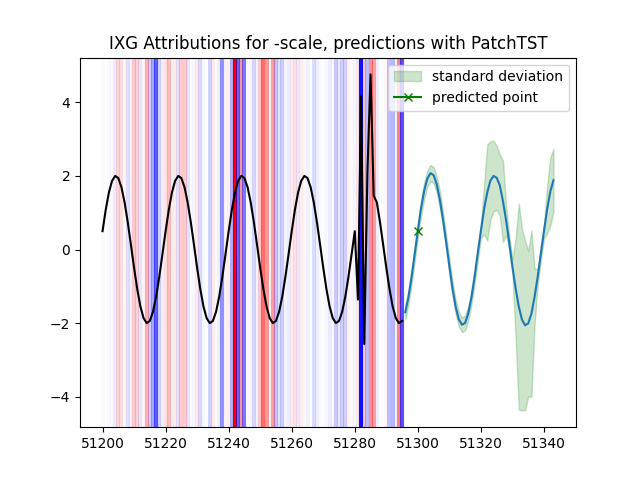 IXG Attributions for -scale, predictions with PatchTST
standard deviation
predicted point
4
2
0
−2
−4
51200 51220 51240 51260 51280 51300 51320 51340